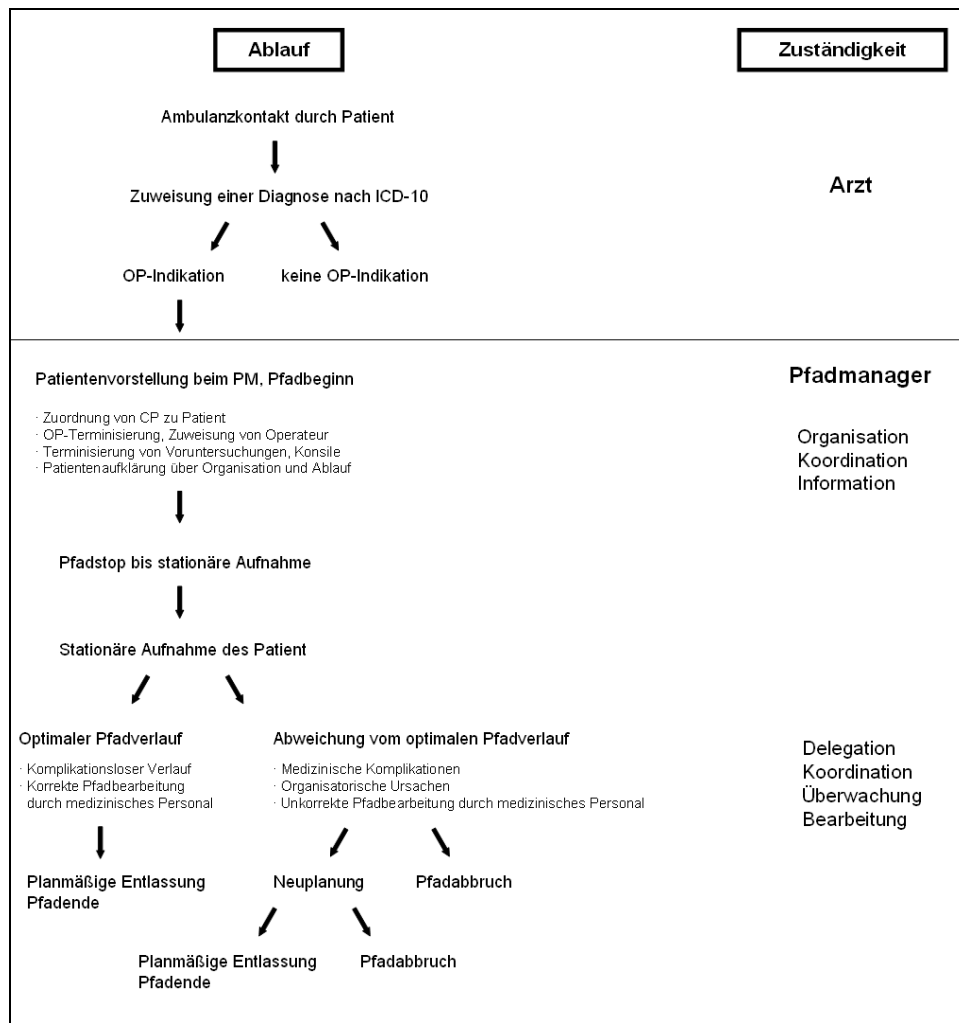 Ablauf
Zuständigkeit
Ambulanzkontakt durch Patient
Zuweisung einer Diagnose nach ICD-10
Arzt
OP-Indikation
keine OP-Indikation
Patientenvorstellung beim PM, Pfadbeginn
Pfadmanager
· Zuordnung von CP zu Patient
· OP-Terminisierung, Zuweisung von Operateur
· Terminisierung von Voruntersuchungen, Konsile
· Patientenaufklärung über Organisation und Ablauf
Organisation
Koordination
Information
Pfadstop bis stationäre Aufnahme
Stationäre Aufnahme des Patient
Optimaler Pfadverlauf
· Komplikationsloser Verlauf
· Korrekte Pfadbearbeitung
durch medizinisches Personal
Abweichung vom optimalen Pfadverlauf
· Medizinische Komplikationen
· Organisatorische Ursachen
· Unkorrekte Pfadbearbeitung durch medizinisches Personal
Delegation
Koordination
Überwachung
Bearbeitung
Planmäßige Entlassung
Pfadende
Neuplanung
Pfadabbruch
Planmäßige Entlassung
Pfadende
Pfadabbruch